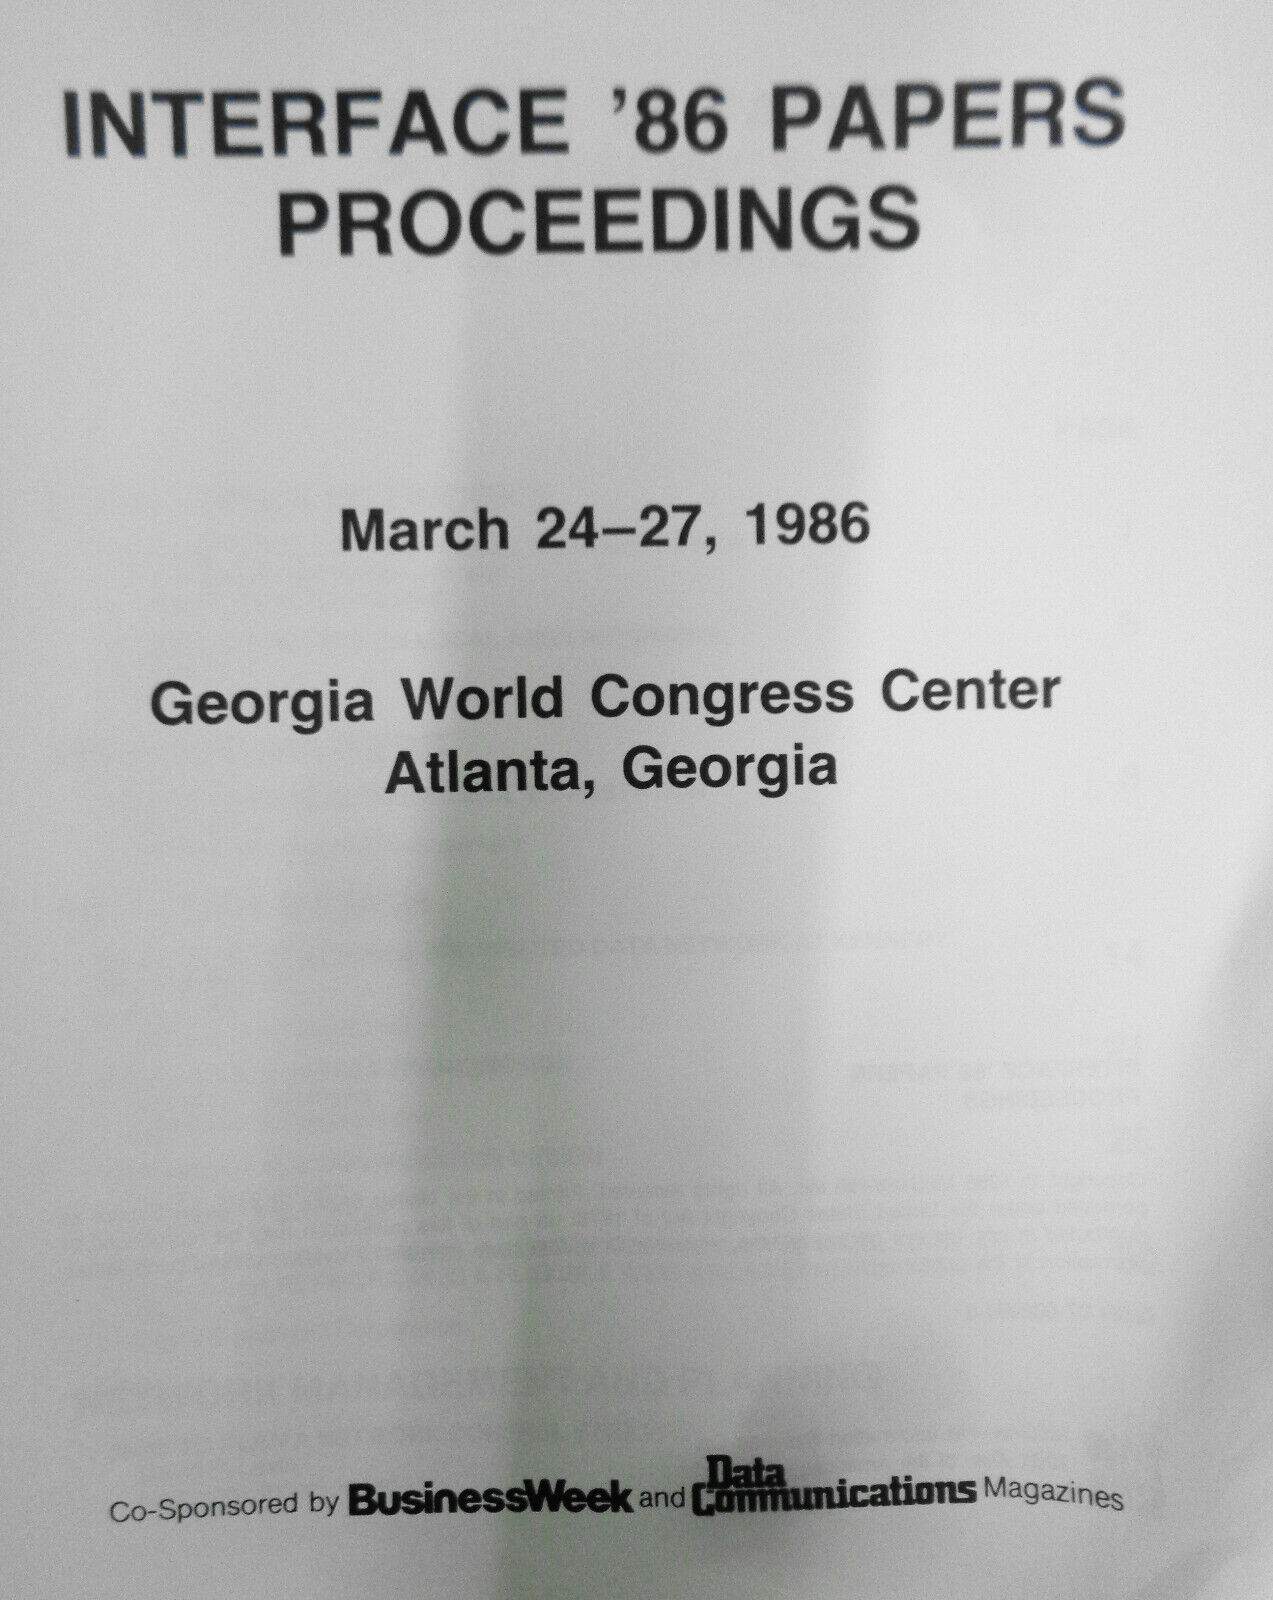 INTERFACE ’86 PAPERS
PROCEEDINGS
March 24–27, 1986
Georgia World Congress Center
Atlanta, Georgia
Co-Sponsored by BusinessWeek and Data Communications Magazines